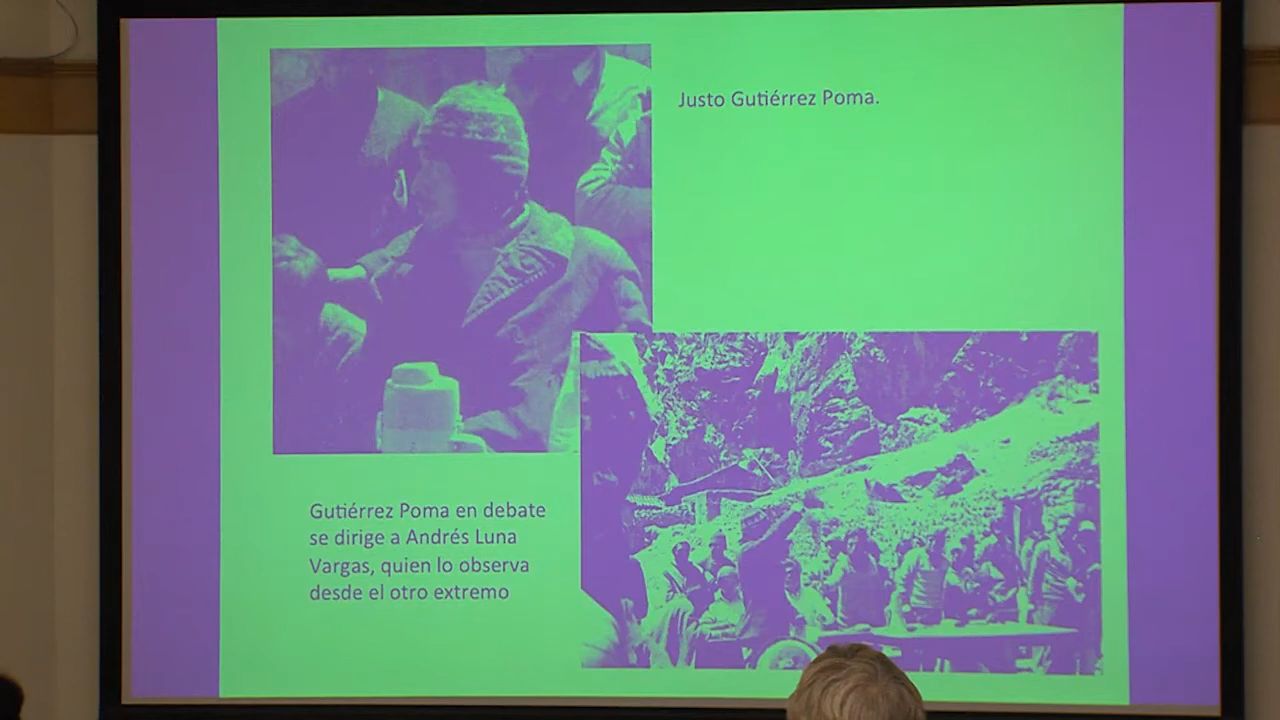 Justo Gutiérrez Poma.
Gutiérrez Poma en debate
se dirige a Andrés Luna
Vargas, quien lo observa
desde el otro extremo